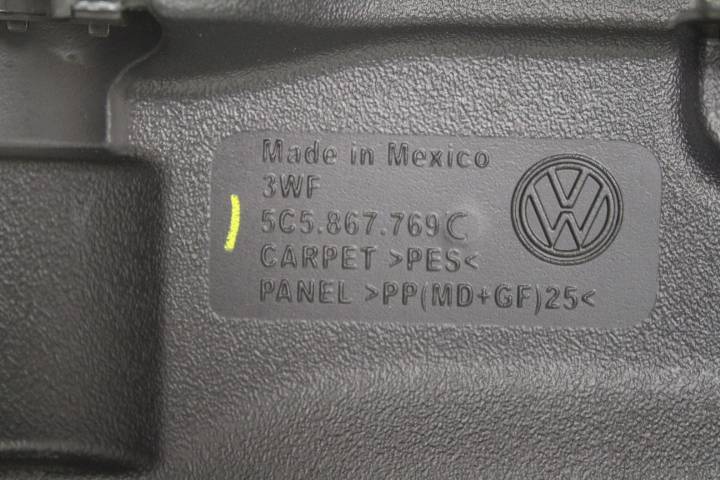 Made in Mexico
3WF
5C5.867.769C
CARPET >PES<
PANEL >PP(MD+GF)25<